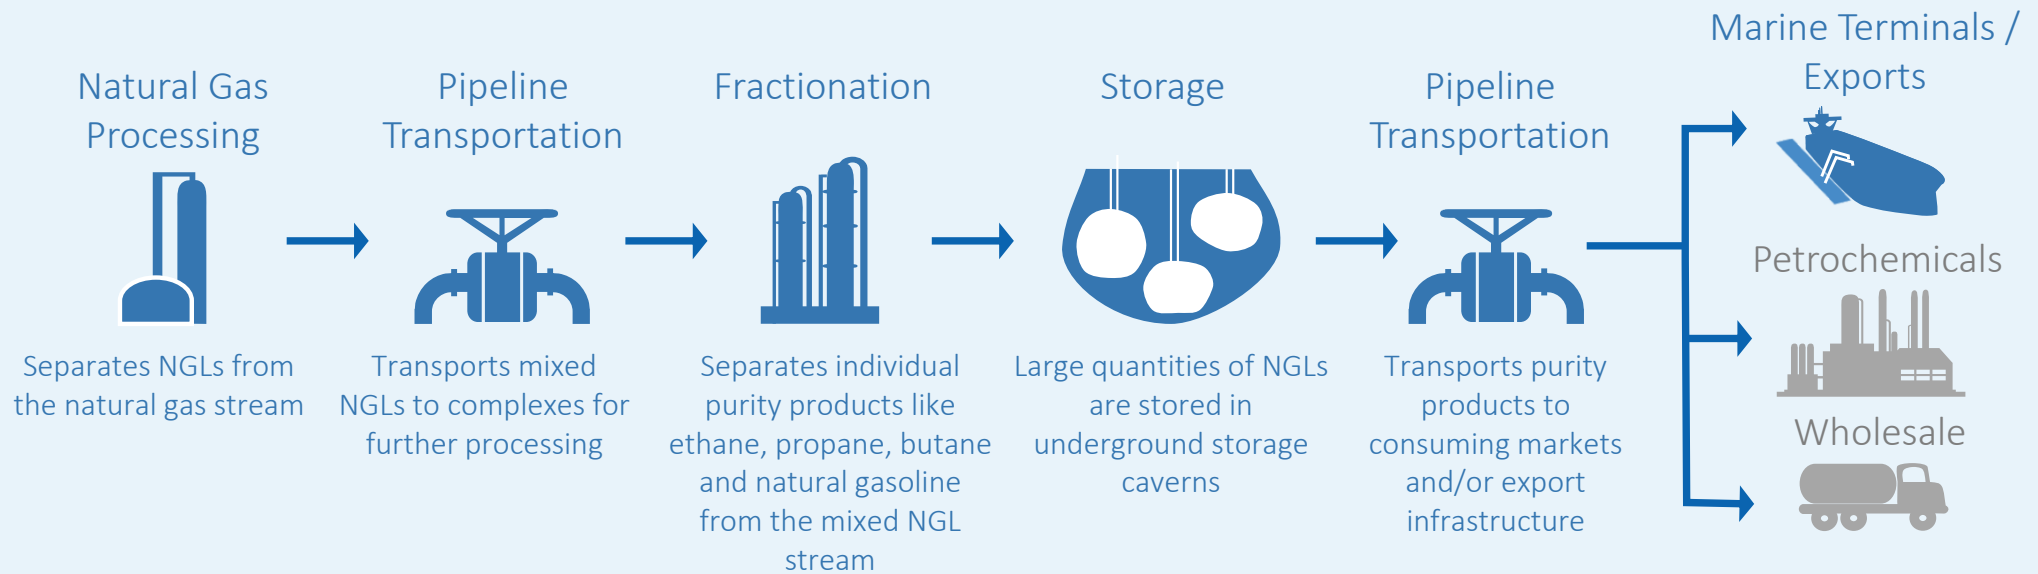 Natural Gas
Processing
Separates NGLs from
the natural gas stream
Pipeline
Transportation
Transports mixed
NGLs to complexes for
further processing
Fractionation
Separates individual
purity products like
ethane, propane, butane
and natural gasoline
from the mixed NGL
stream
Storage
Large quantities of NGLs
are stored in
underground storage
caverns
Pipeline
Transportation
Transports purity
products to
consuming markets
and/or export
infrastructure
Marine Terminals /
Exports
Petrochemicals
Wholesale